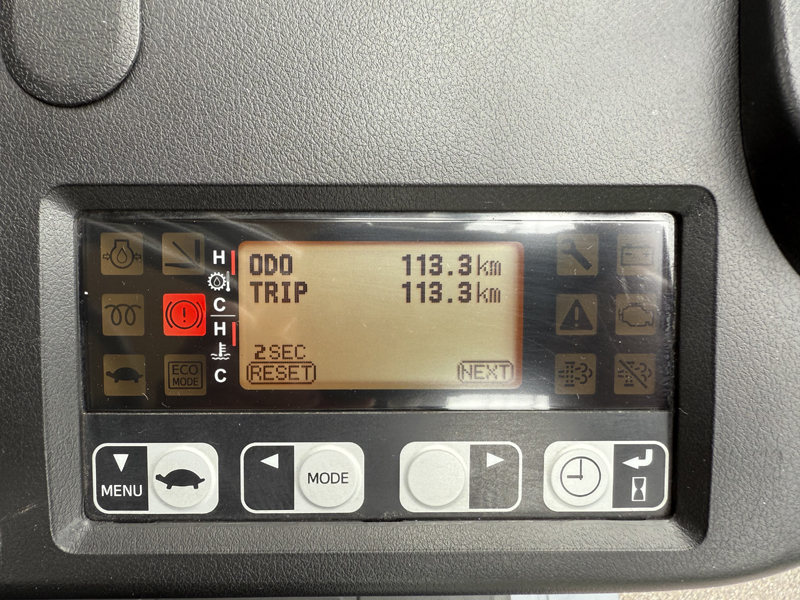 H
C
H
C
ECO
MODE
ODO 113.3km
TRIP 113.3km
2SEC
RESET NEXT
MENU
MODE